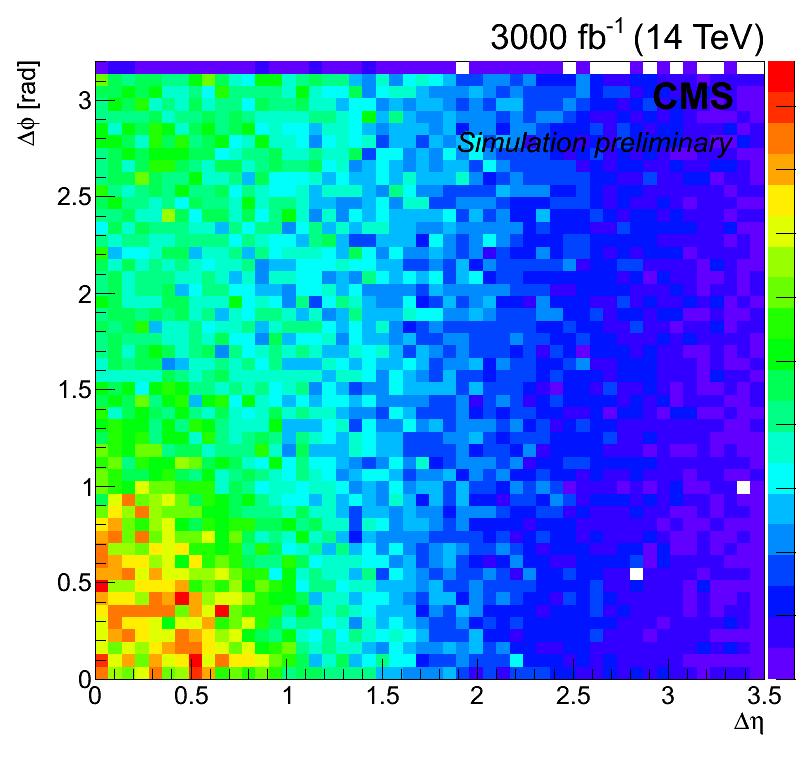 3000 fb-1 (14 TeV)
Δϕ [rad]
CMS
Simulation preliminary
3
2.5
2
1.5
1
0.5
0
0 0.5 1 1.5 2 2.5 3 3.5
Δη